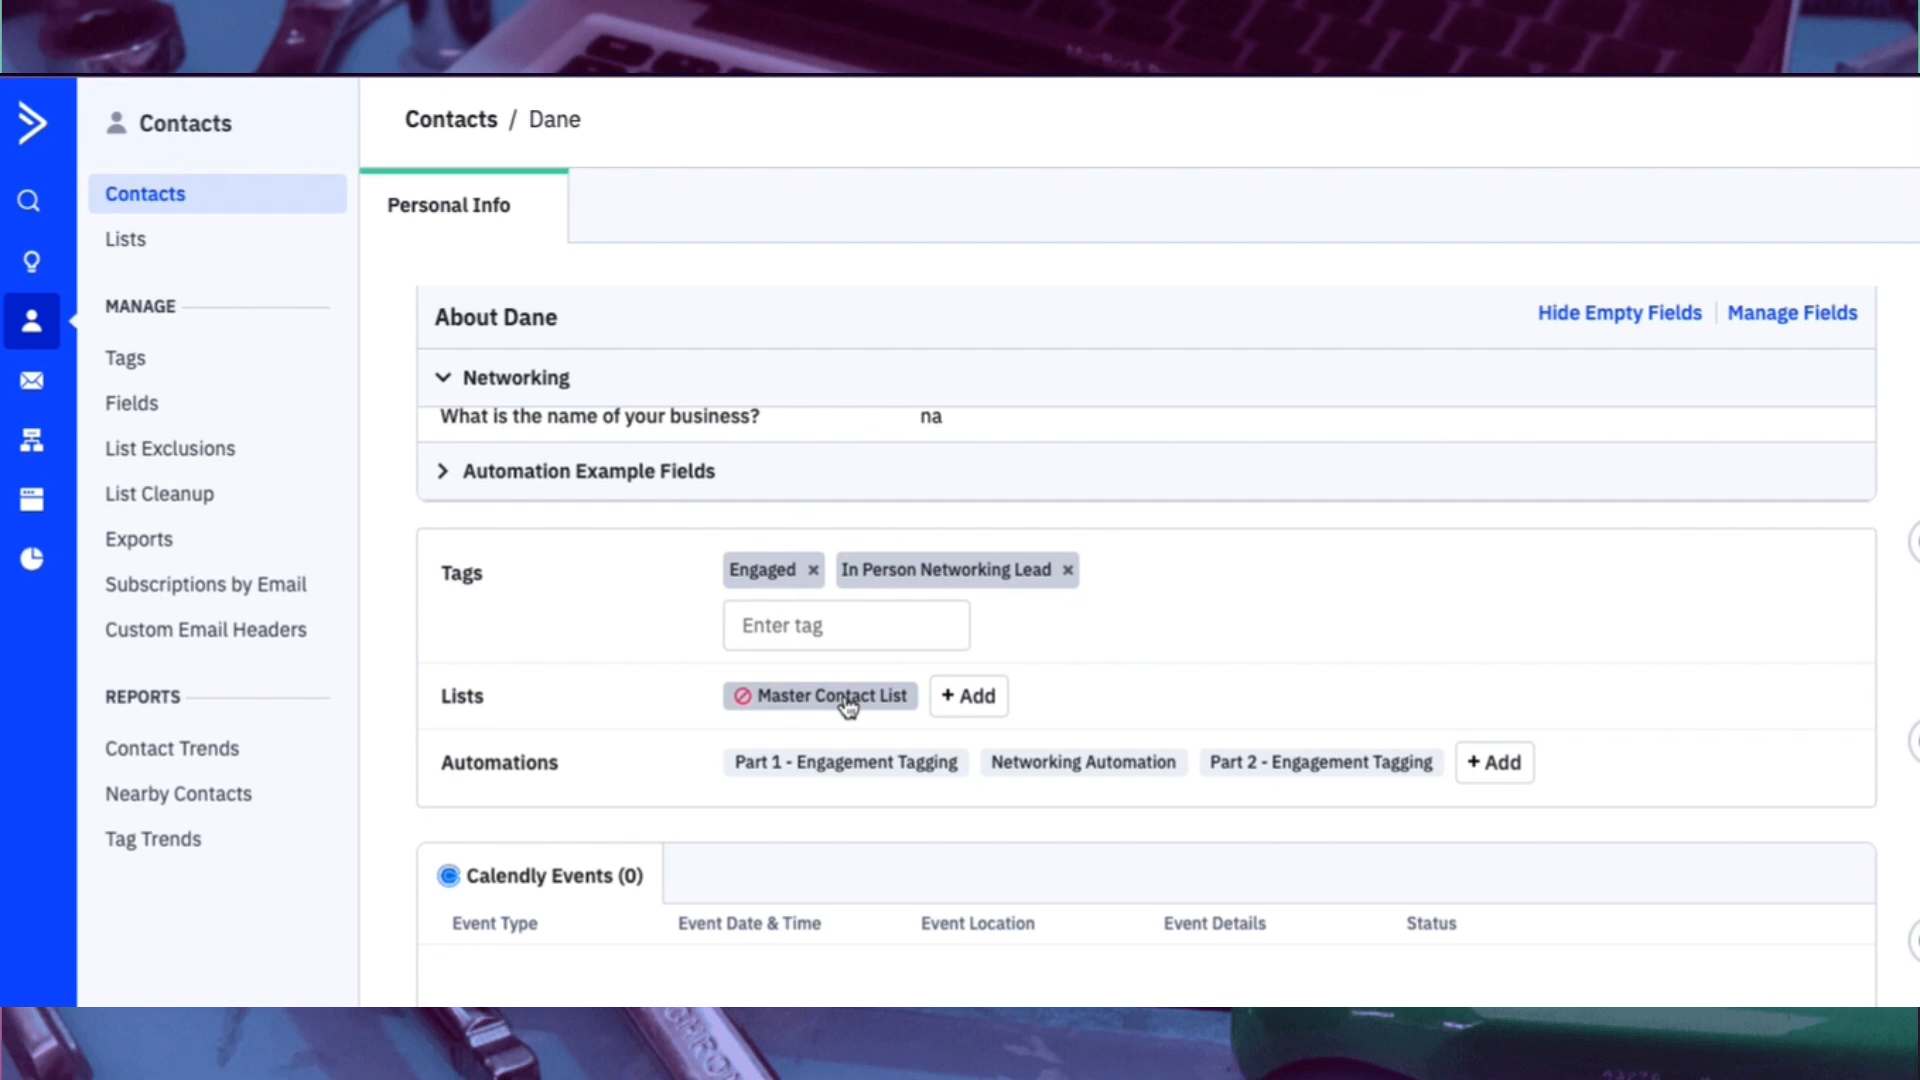 Contacts
Contacts
Lists
MANAGE
Tags
Fields
List Exclusions
List Cleanup
Exports
Subscriptions by Email
Custom Email Headers
REPORTS
Contact Trends
Nearby Contacts
Tag Trends
Contacts / Dane
Personal Info
About Dane
Hide Empty Fields
Manage Fields
Networking
What is the name of your business? na
Automation Example Fields
Tags
Engaged × In Person Networking Lead ×
Enter tag
Lists
Master Contact List + Add
Automations
Part 1 - Engagement Tagging Networking Automation Part 2 - Engagement Tagging + Add
Calendly Events (0)
Event Type Event Date & Time Event Location Event Details Status